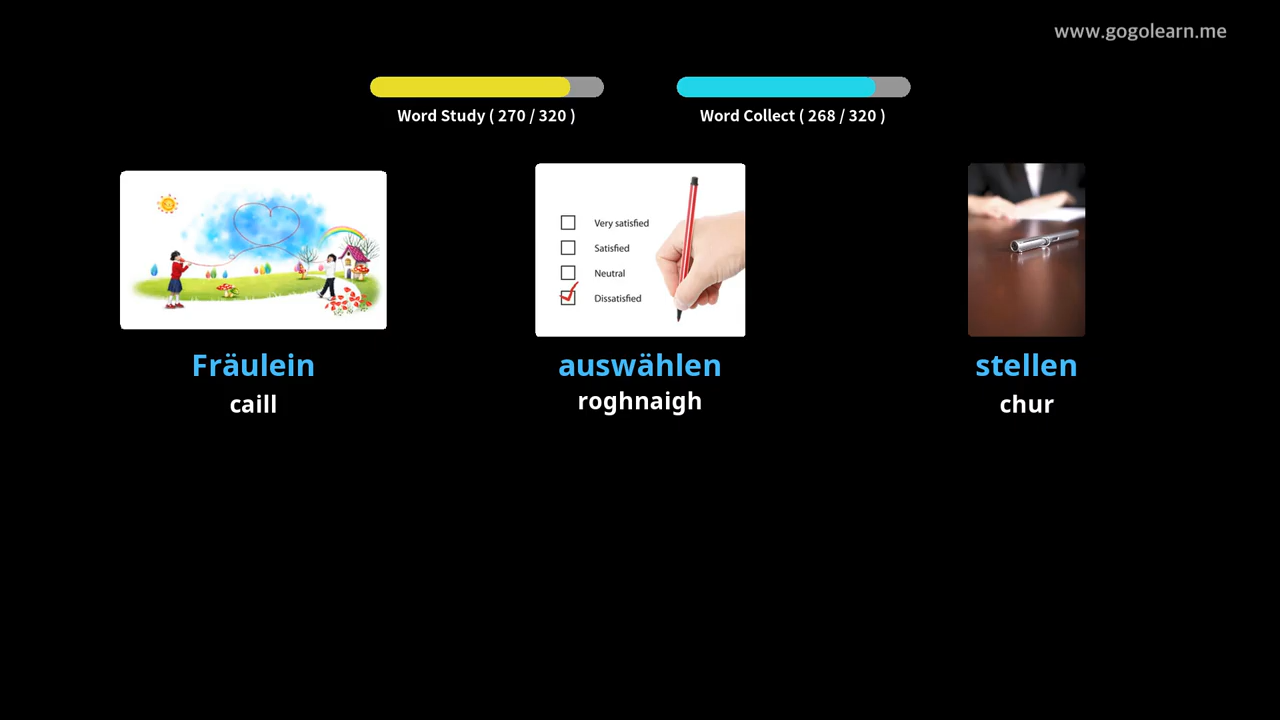 www.gogolearn.me
Word Study ( 270 / 320 )
Word Collect ( 268 / 320 )
Very satisfied
Satisfied
Neutral
Dissatisfied
Fräulein
auswählen
stellen
caill
roghnaigh
chur